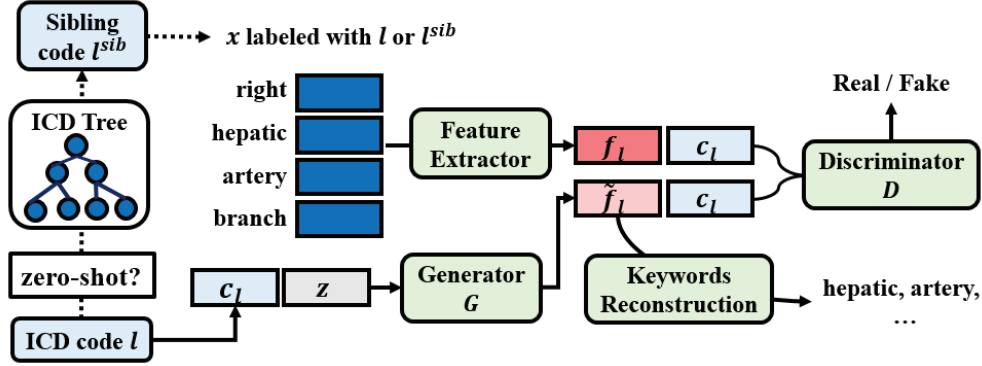 Sibling
code l^{sib}
x labeled with l or l^{sib}
ICD Tree
zero-shot?
ICD code l
right
hepatic
artery
branch
Feature
Extractor
f_l c_l
f̃_l c_l
Real / Fake
Discriminator
D
c_l z
Generator
G
Keywords
Reconstruction
hepatic, artery,
…